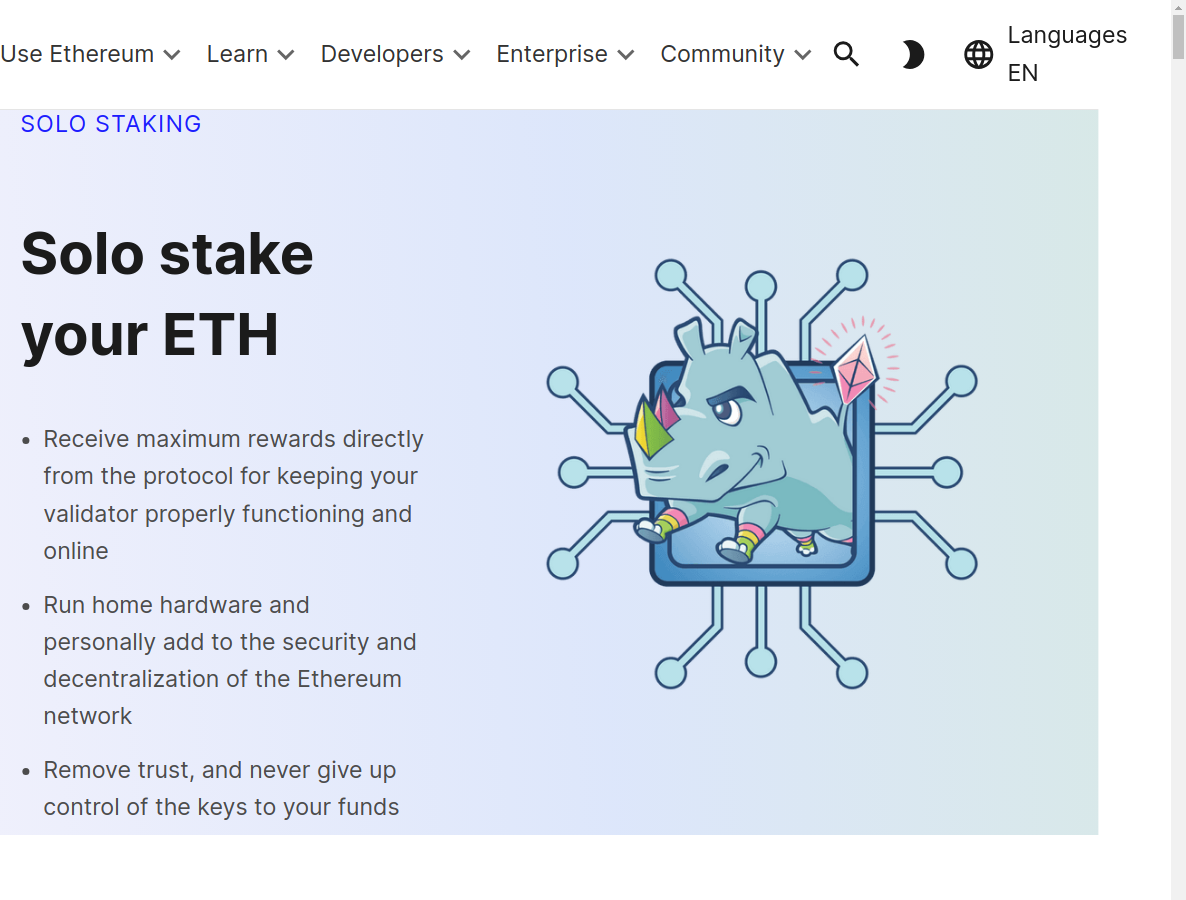 Use Ethereum Learn Developers Enterprise Community Languages EN
SOLO STAKING
Solo stake
your ETH
• Receive maximum rewards directly
from the protocol for keeping your
validator properly functioning and
online
• Run home hardware and
personally add to the security and
decentralization of the Ethereum
network
• Remove trust, and never give up
control of the keys to your funds